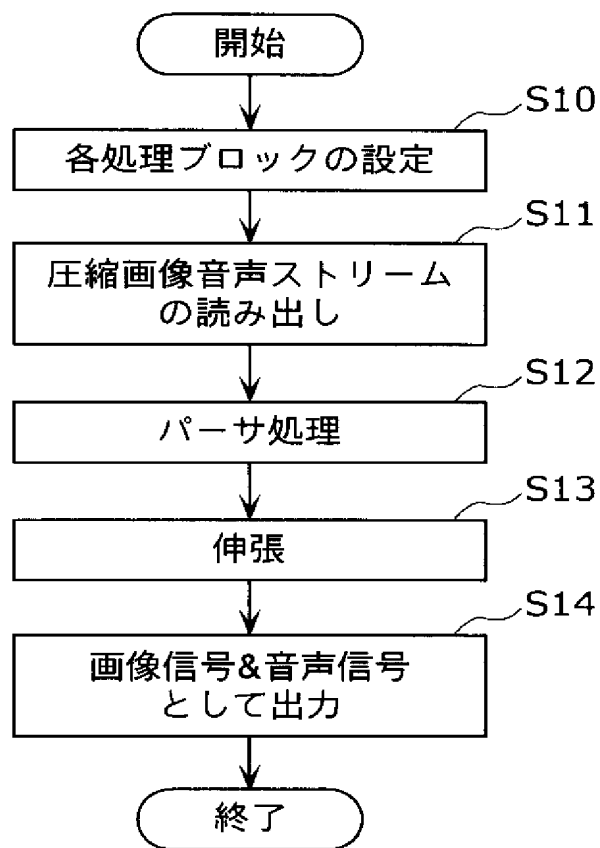 開始
S10
各処理ブロックの設定
S11
圧縮画像音声ストリーム
の読み出し
S12
パーサ処理
S13
伸張
S14
画像信号&音声信号
として出力
終了